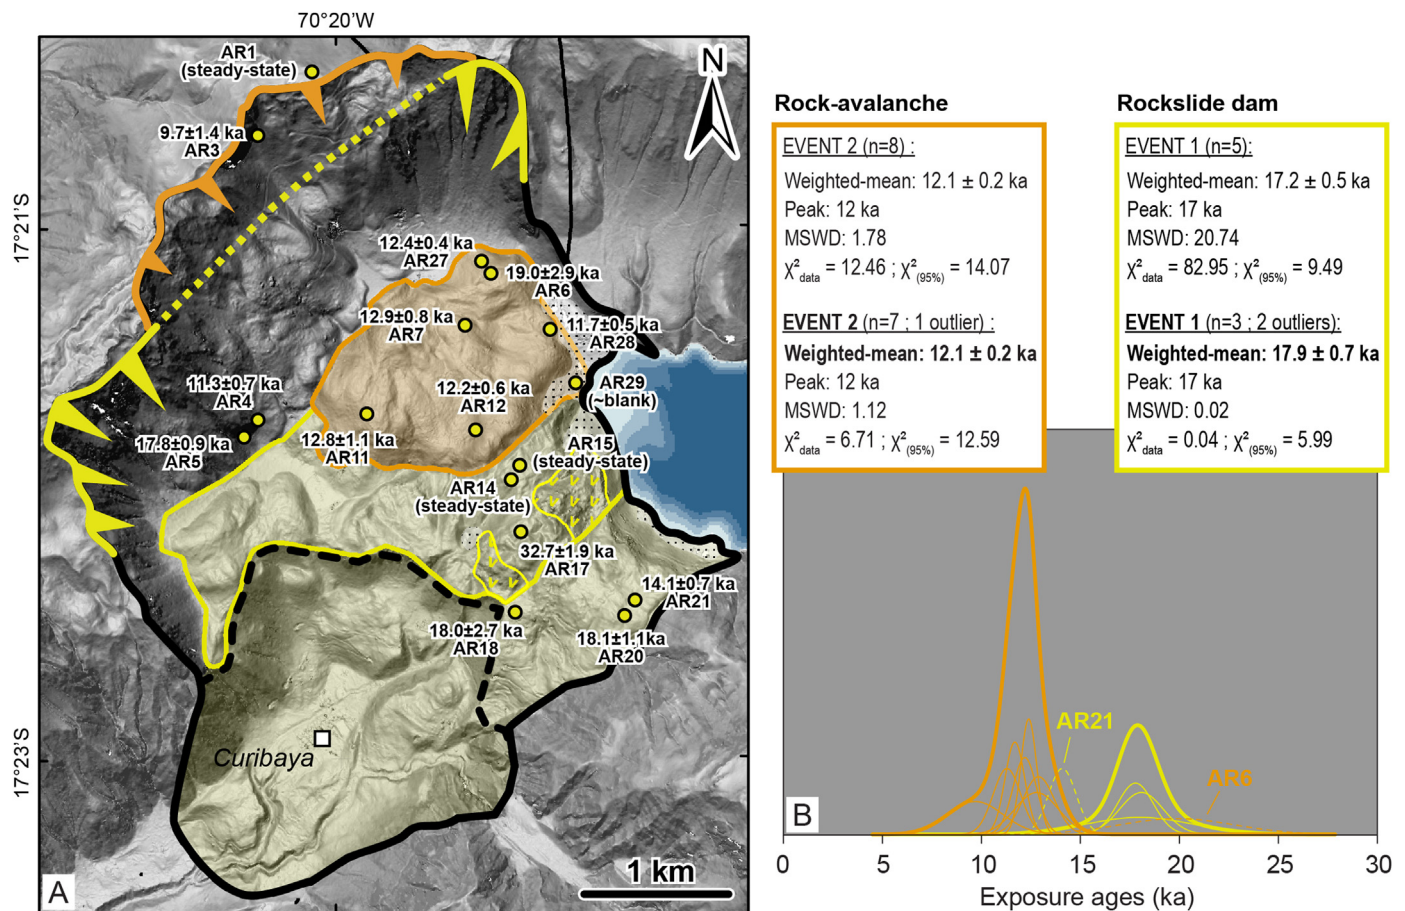 70°20'W
AR1
(steady-state)
N
9.7±1.4 ka
AR3
17°21'S
12.4±0.4 ka
AR27
19.0±2.9 ka
AR6
12.9±0.8 ka
AR7
11.7±0.5 ka
AR28
11.3±0.7 ka
AR4
12.2±0.6 ka
AR12
AR29
(~blank)
17.8±0.9 ka
AR5
12.8±1.1 ka
AR11
AR15
(steady-state)
AR14
(steady-state)
32.7±1.9 ka
AR17
14.1±0.7 ka
AR21
18.0±2.7 ka
AR18
18.1±1.1ka
AR20
17°23'S
Curibaya
1 km
A
Rock-avalanche
EVENT 2 (n=8) :
Weighted-mean: 12.1 ± 0.2 ka
Peak: 12 ka
MSWD: 1.78
χ²data = 12.46 ; χ²(95%) = 14.07
EVENT 2 (n=7 ; 1 outlier) :
Weighted-mean: 12.1 ± 0.2 ka
Peak: 12 ka
MSWD: 1.12
χ²data = 6.71 ; χ²(95%) = 12.59
Rockslide dam
EVENT 1 (n=5):
Weighted-mean: 17.2 ± 0.5 ka
Peak: 17 ka
MSWD: 20.74
χ²data = 82.95 ; χ²(95%) = 9.49
EVENT 1 (n=3 ; 2 outliers):
Weighted-mean: 17.9 ± 0.7 ka
Peak: 17 ka
MSWD: 0.02
χ²data = 0.04 ; χ²(95%) = 5.99
AR21
AR6
B
0 5 10 15 20 25 30
Exposure ages (ka)